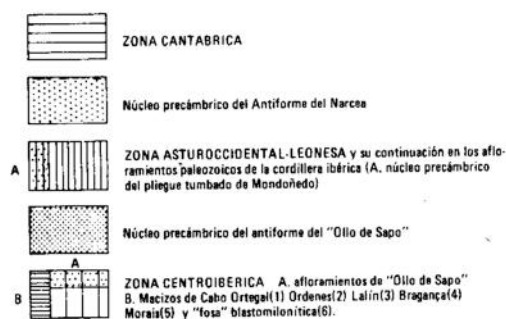 ZONA CANTABRICA
Núcleo precámbrico del Antiforme del Narcea
A
ZONA ASTUROCCIDENTAL-LEONESA y su continuación en los aflo-
ramientos paleozoicos de la cordillera ibérica (A, núcleo precámbrico
del pliegue tumbado de Mondoñedo)
Núcleo precámbrico del antiforme del "Ollo de Sapo"
A
B
ZONA CENTROIBERICA A. afloramientos de "Ollo de Sapo"
B. Macizos de Cabo Ortegal(1) Ordenes(2) Lalín(3) Bragança(4)
Morais(5) y "fosa" blastomilonítica(6).